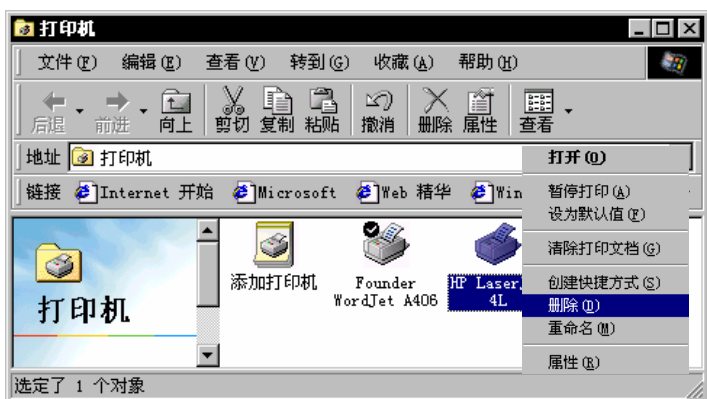 打印机
文件(F) 编辑(E) 查看(V) 转到(G) 收藏(A) 帮助(H)
后退 前进 向上 剪切 复制 粘贴 撤消 删除 属性 查看
地址 打印机
链接 Internet 开始 Microsoft Web 精华 Win
打开(O)
暂停打印(A)
设为默认值(F)
清除打印文档(G)
创建快捷方式(S)
删除(D)
重命名(M)
属性(R)
打印机
添加打印机
Founder
WordJet A406
HP Laser
4L
选定了 1 个对象